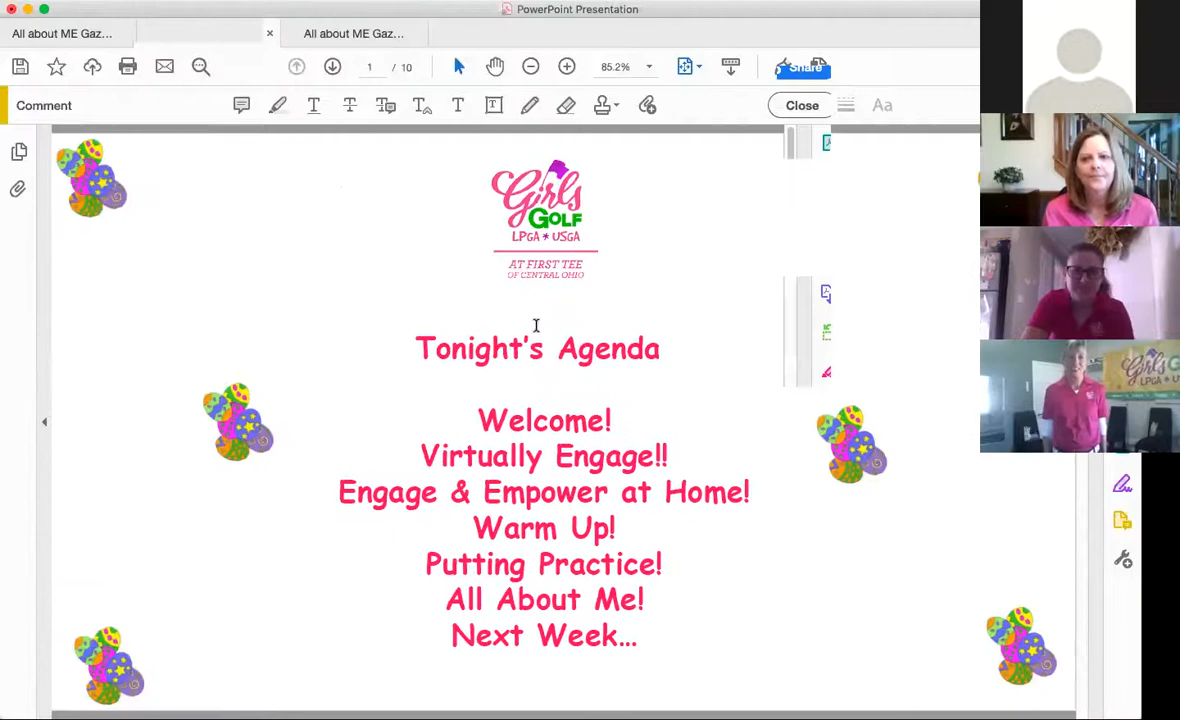 PowerPoint Presentation
All about ME Gaz...
All about ME Gaz...
1 / 10
85.2%
Share
Comment
Close
Aa
Girls
GOLF
LPGA * USGA
AT FIRST TEE
OF CENTRAL OHIO
Tonight's Agenda
Welcome!
Virtually Engage!!
Engage & Empower at Home!
Warm Up!
Putting Practice!
All About Me!
Next Week...